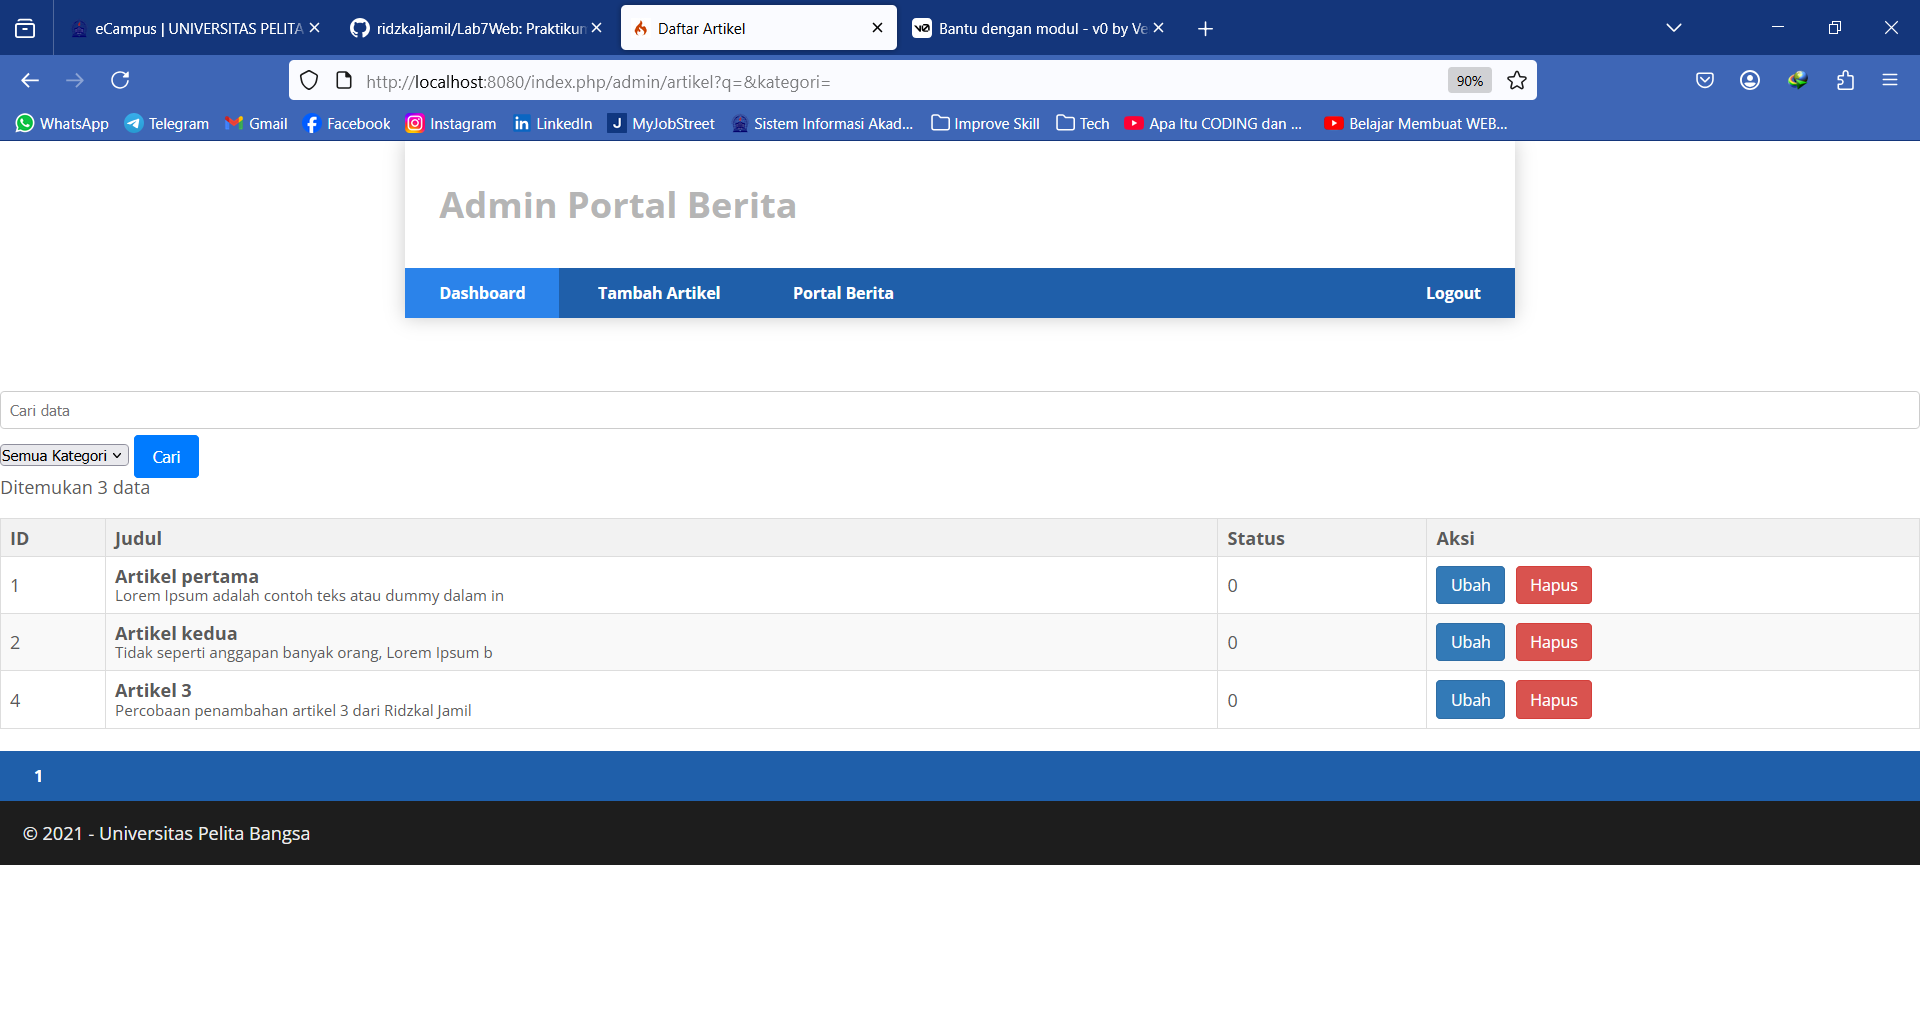 eCampus | UNIVERSITAS PELITA
ridzkaljamil/Lab7Web: Praktikun
Daftar Artikel
v0 Bantu dengan modul - v0 by Ve
http://localhost:8080/index.php/admin/artikel?q=&kategori=
90%
WhatsApp Telegram Gmail Facebook Instagram in LinkedIn J MyJobStreet Sistem Informasi Akad... Improve Skill Tech Apa Itu CODING dan ... Belajar Membuat WEB...
Admin Portal Berita
Dashboard Tambah Artikel Portal Berita Logout
Cari data
Semua Kategori Cari
Ditemukan 3 data
ID Judul Status Aksi
1 Artikel pertama 0 Ubah Hapus
Lorem Ipsum adalah contoh teks atau dummy dalam in
2 Artikel kedua 0 Ubah Hapus
Tidak seperti anggapan banyak orang, Lorem Ipsum b
4 Artikel 3 0 Ubah Hapus
Percobaan penambahan artikel 3 dari Ridzkal Jamil
1
© 2021 - Universitas Pelita Bangsa